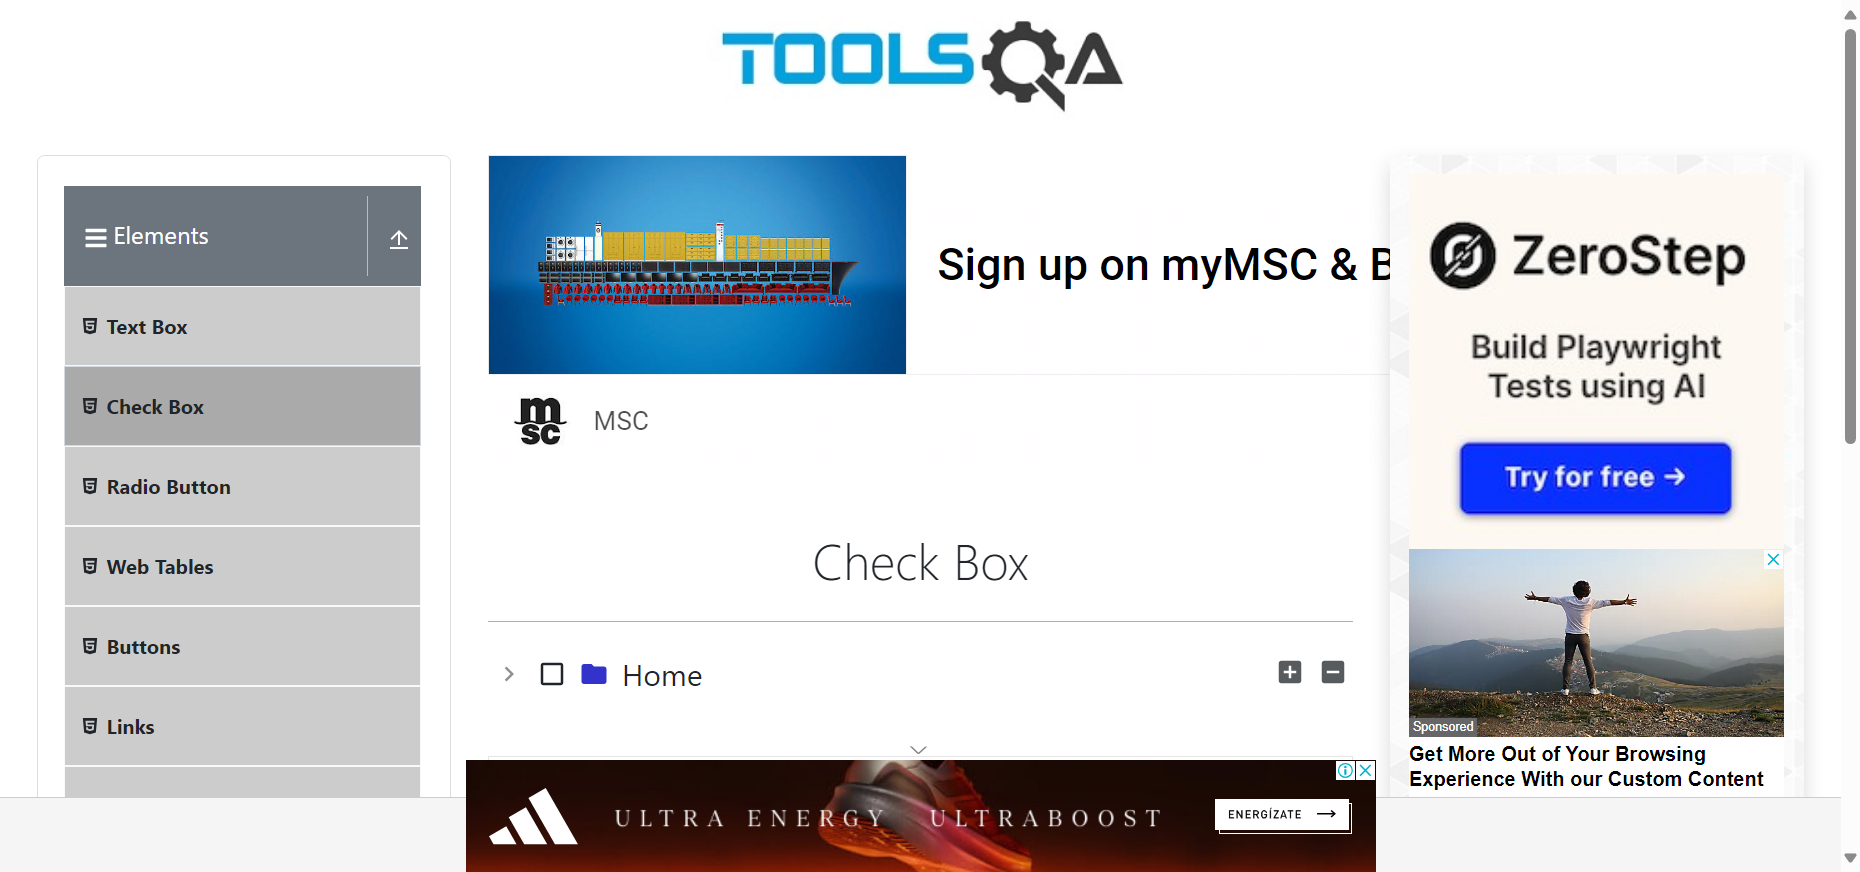 TOOLSQA
Elements
Text Box
Check Box
Radio Button
Web Tables
Buttons
Links
Sign up on myMSC & B
msc
MSC
Check Box
Home
ZeroStep
Build Playwright
Tests using AI
Try for free →
Sponsored
Get More Out of Your Browsing
Experience With our Custom Content
ULTRA ENERGY ULTRABOOST
ENERGÍZATE →